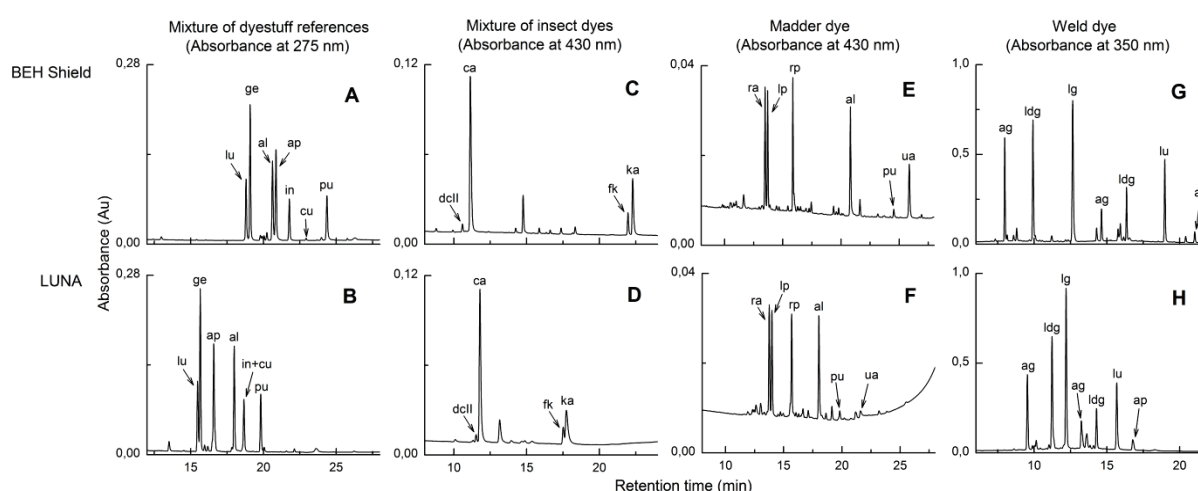 Mixture of dyestuff references
(Absorbance at 275 nm)
Mixture of insect dyes
(Absorbance at 430 nm)
Madder dye
(Absorbance at 430 nm)
Weld dye
(Absorbance at 350 nm)
BEH Shield
LUNA
Absorbance (Au)
0,28
0,00
A
lu
ge
al
ap
in
cu
pu
0,12
0,00
C
dcII
ca
fk
ka
0,04
0,00
E
ra
lp
rp
al
pu
ua
1,0
0,5
0,0
G
ag
ldg
lg
ag
ldg
lu
0,28
0,00
B
lu
ge
ap
al
in+cu
pu
15
20
25
0,12
0,00
D
dcII
ca
fk
ka
10
15
20
0,04
0,00
F
ra
lp
rp
al
pu
ua
10
15
20
25
1,0
0,5
0,0
H
ag
ldg
lg
ag
ldg
lu
ap
10
15
20
Retention time (min)